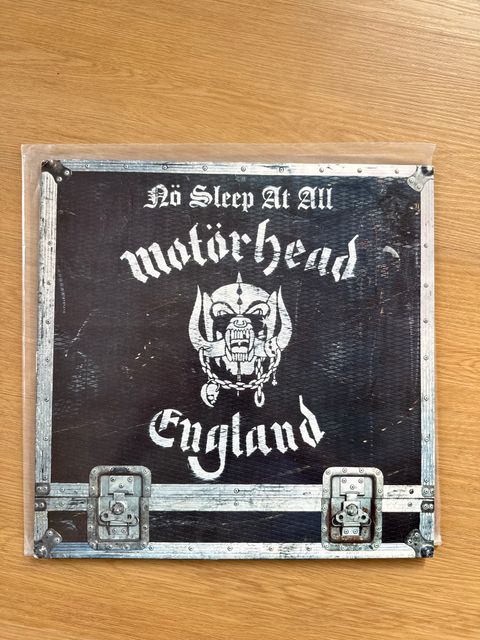 Nö Sleep At All
motörhead
England